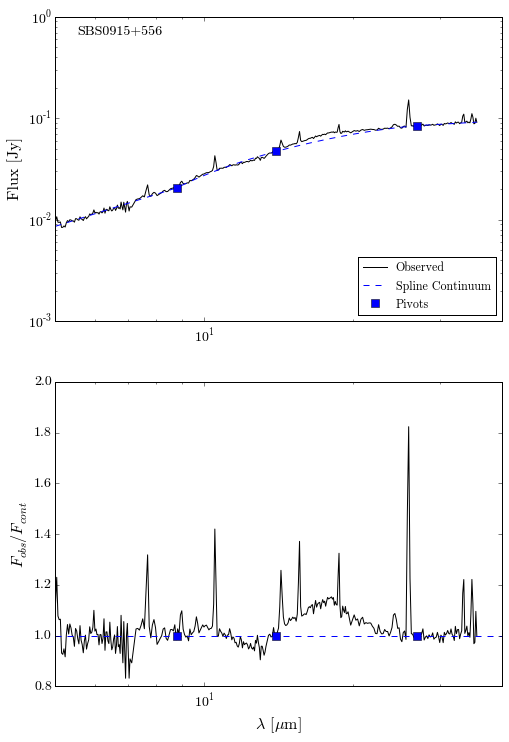 SBS0915+556
10^0
10^-1
10^-2
10^-3
Flux [Jy]
Observed
Spline Continuum
Pivots
10^1
2.0
1.8
1.6
1.4
1.2
1.0
0.8
F_obs/F_cont
10^1
λ [μm]